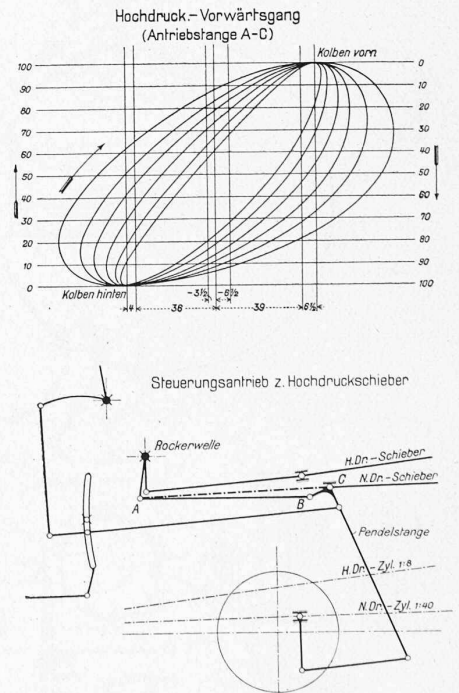 Hochdruck.-Vorwärtsgang
(Antriebstange A-C)
Kolben vorn
100 0
90 10
80 20
70 30
60 40
50 50
40 60
30 70
20 80
10 90
0 100
Kolben hinten
-3½ -6½
4 36 39 6½
Steuerungsantrieb z. Hochdruckschieber
Rockerwelle
H.Dr.-Schieber
N.Dr.-Schieber
A B C
Pendelstange
H.Dr.-Zyl. 1:8
N.Dr.-Zyl. 1:40